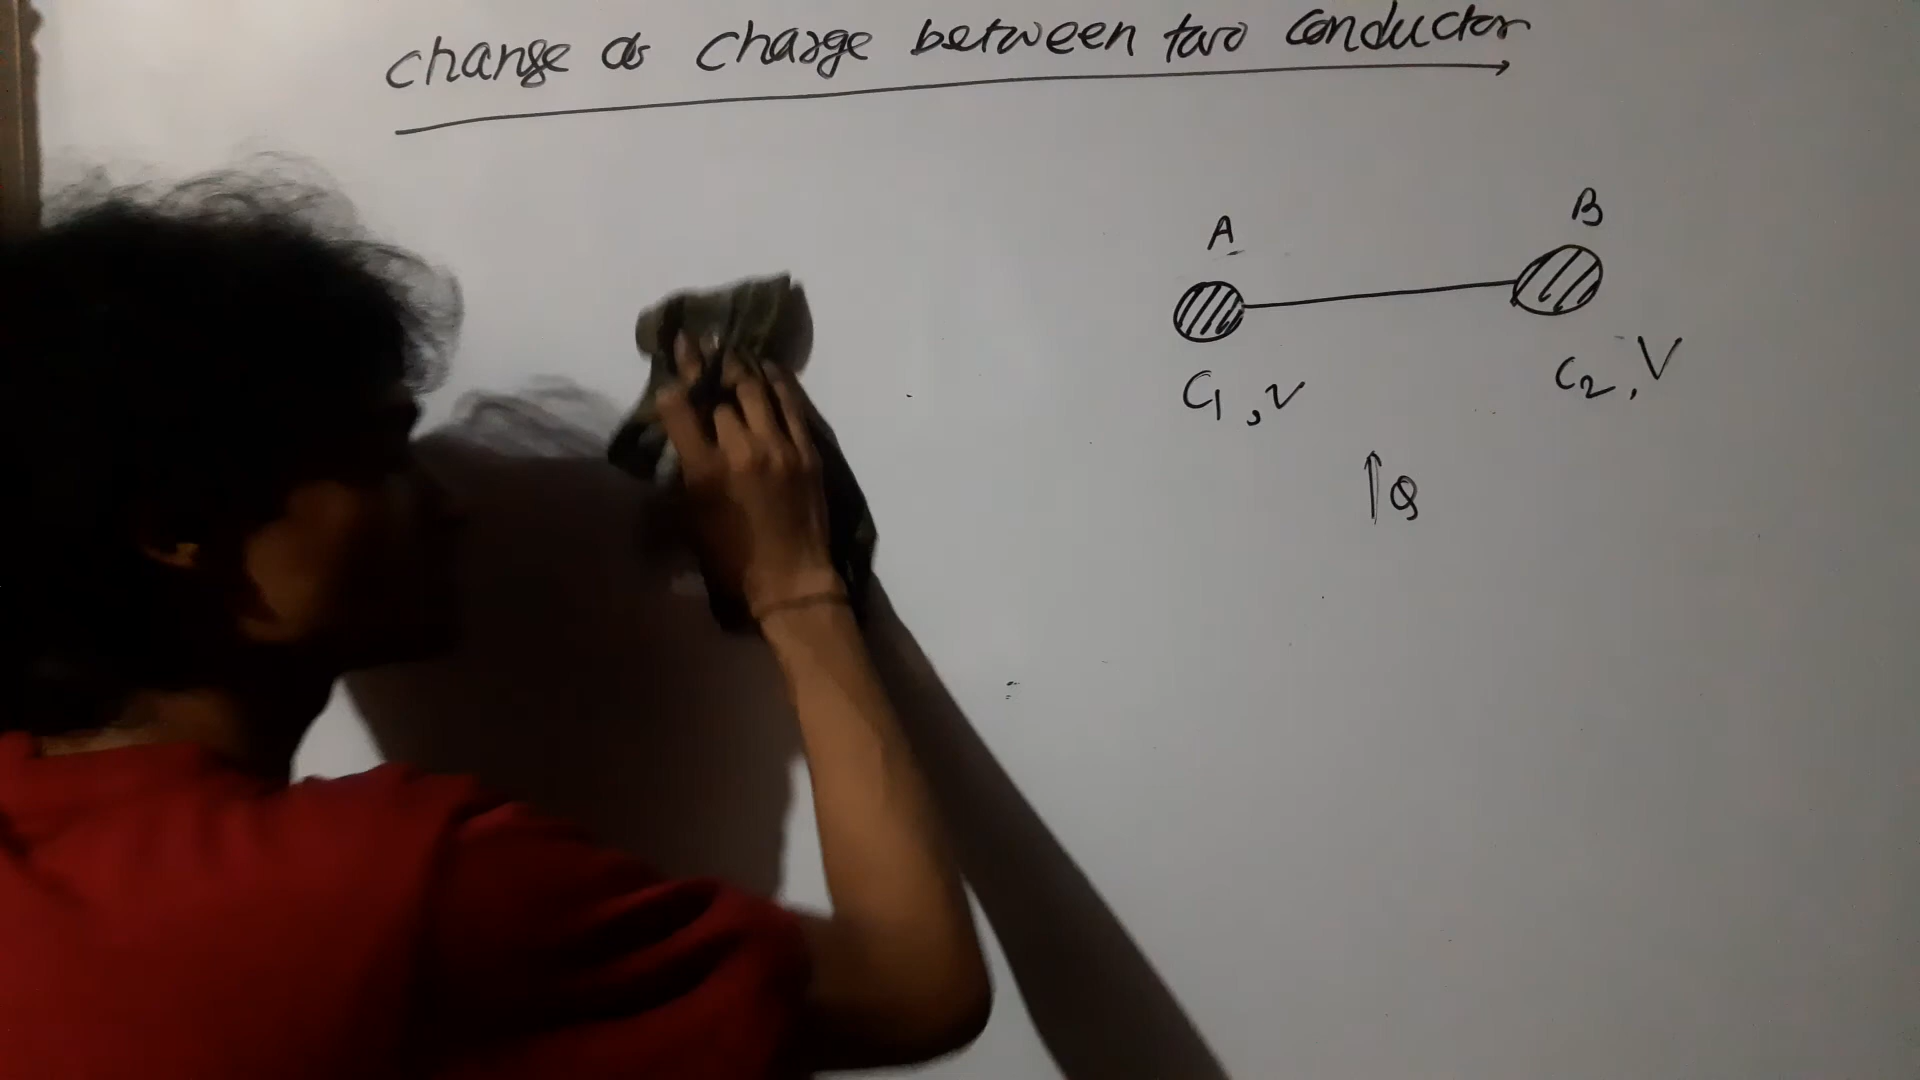 change as charge between two conductor
A
B
C1, V
C2, V
↑Q